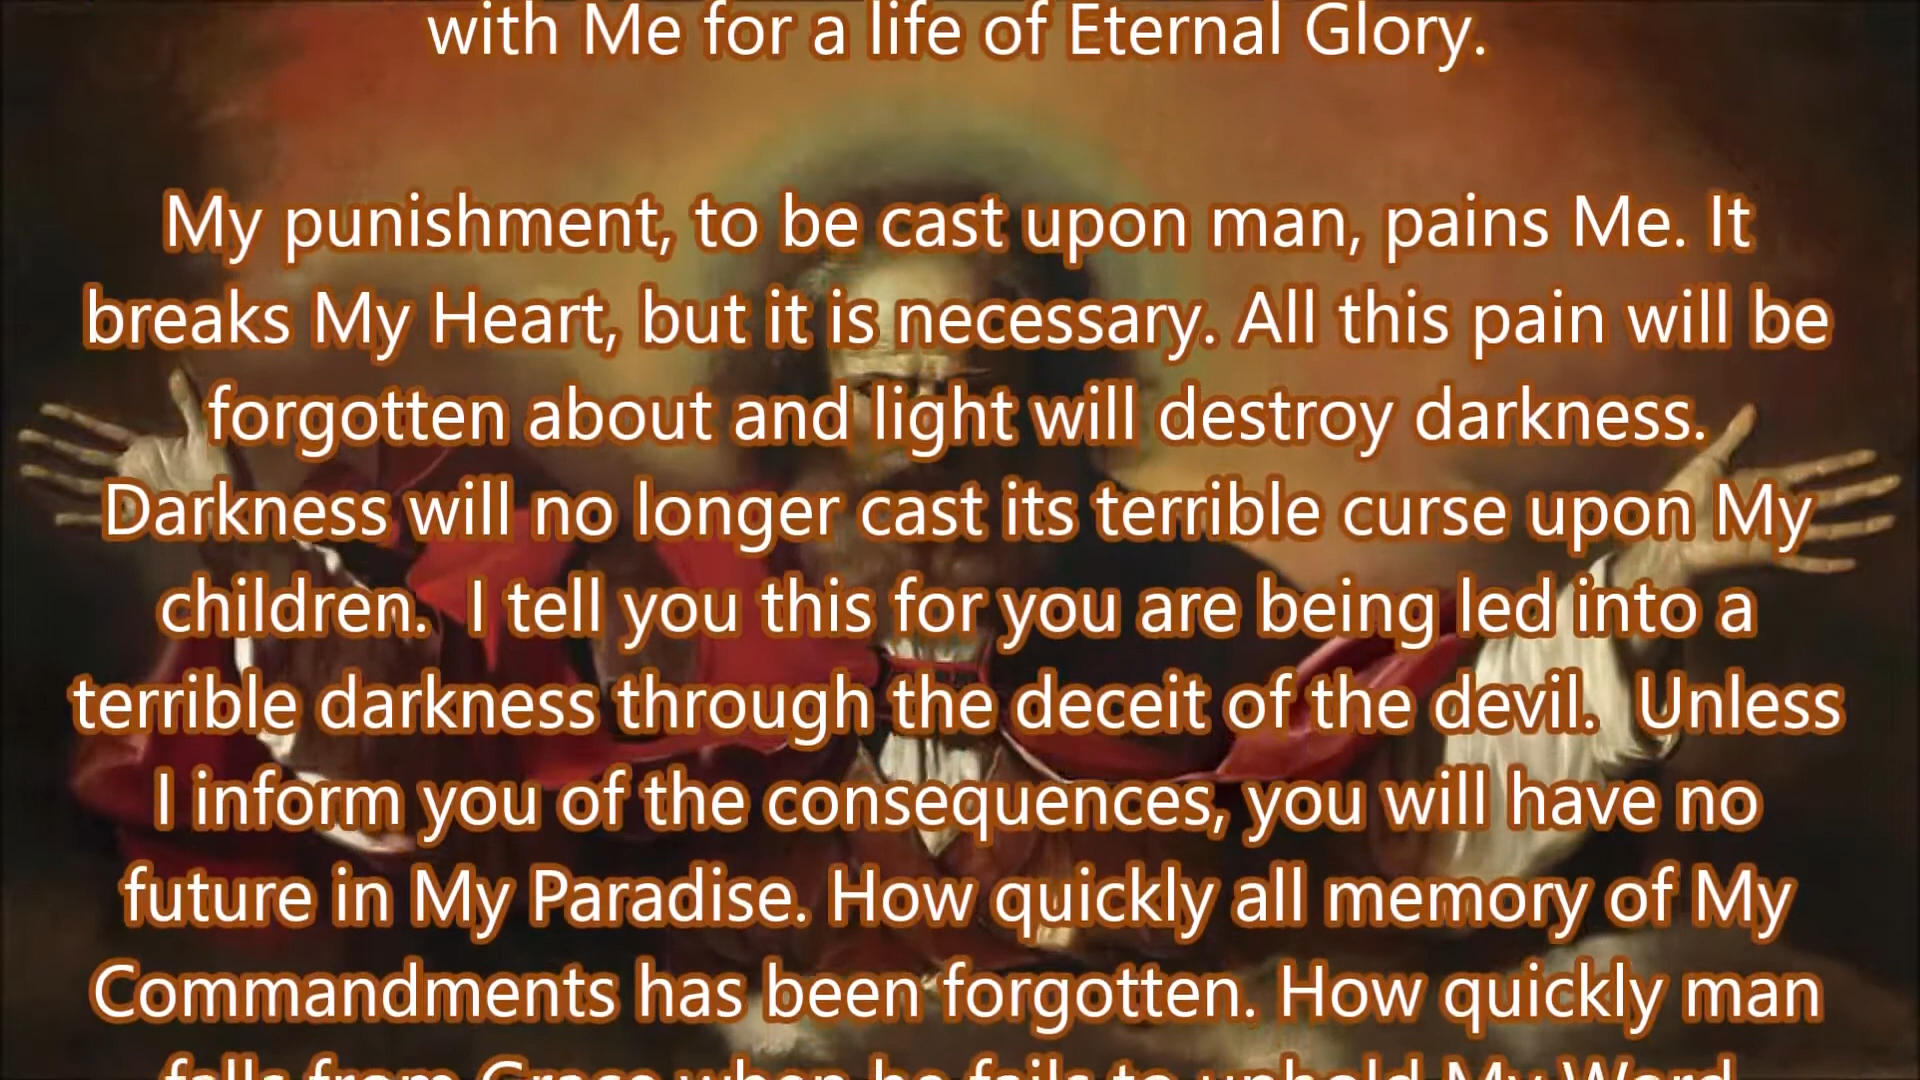 with Me for a life of Eternal Glory.
My punishment, to be cast upon man, pains Me. It
breaks My Heart, but it is necessary. All this pain will be
forgotten about and light will destroy darkness.
Darkness will no longer cast its terrible curse upon My
children.  I tell you this for you are being led into a
terrible darkness through the deceit of the devil.  Unless
I inform you of the consequences, you will have no
future in My Paradise. How quickly all memory of My
Commandments has been forgotten. How quickly man
falls from Grace when he fails to uphold My Word